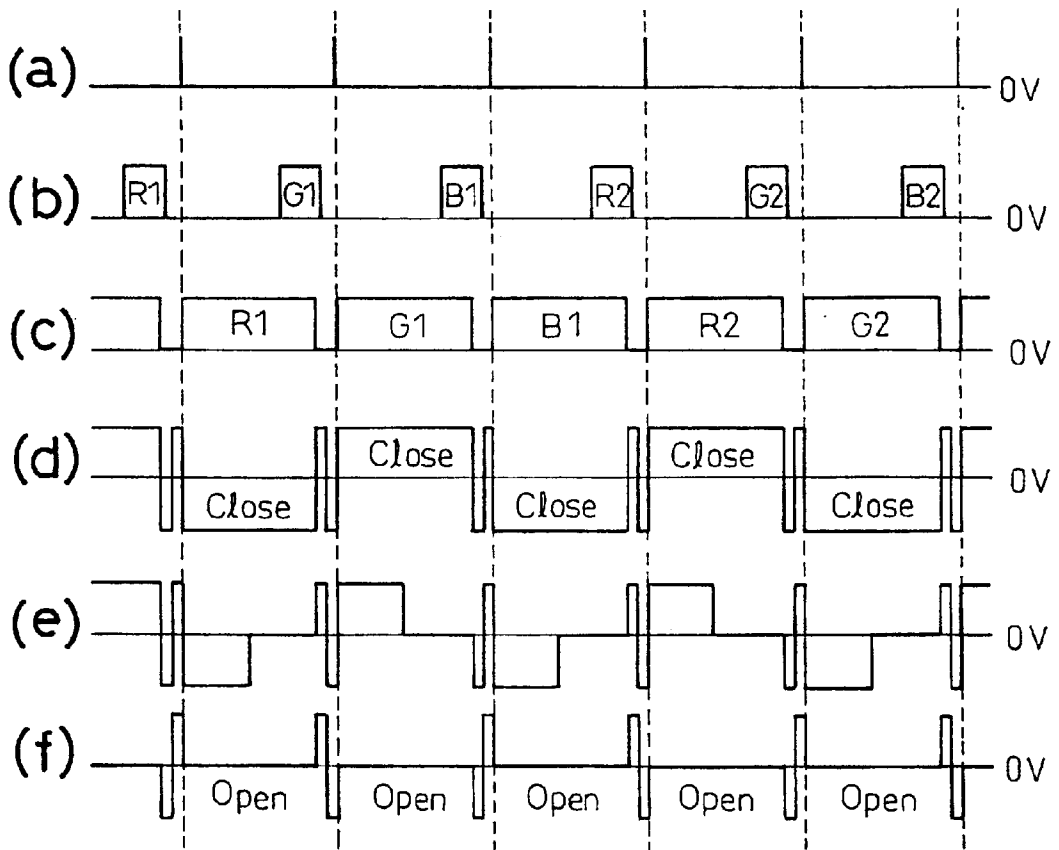 (a) 0V
(b) R1 G1 B1 R2 G2 B2 0V
(c) R1 G1 B1 R2 G2 0V
(d) Close Close 0V
Close Close Close
(e) 0V
(f) 0V
Open Open Open Open Open